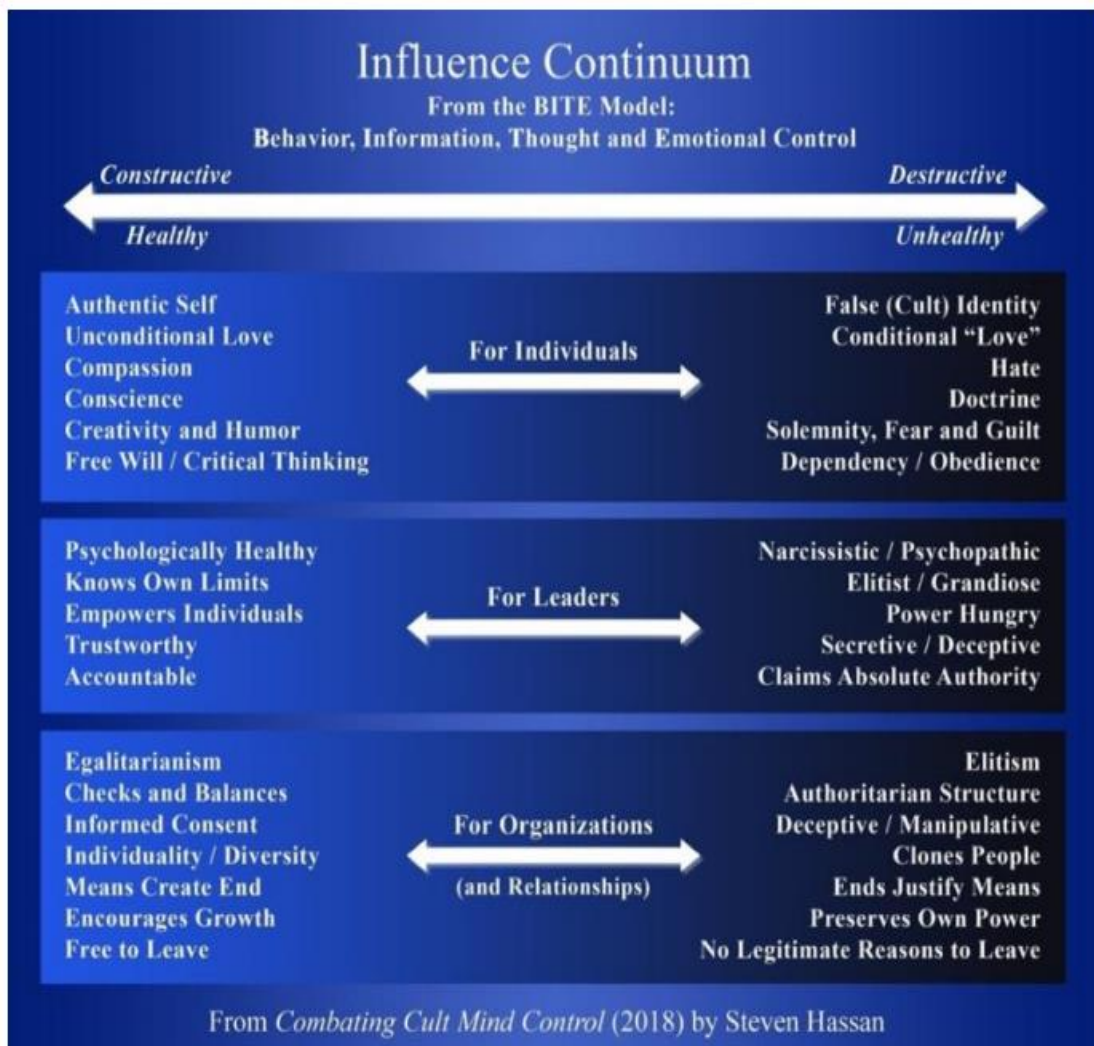 Influence Continuum
From the BITE Model:
Behavior, Information, Thought and Emotional Control
Constructive
Destructive
Healthy
Unhealthy
Authentic Self
Unconditional Love
Compassion
Conscience
Creativity and Humor
Free Will / Critical Thinking
For Individuals
False (Cult) Identity
Conditional “Love”
Hate
Doctrine
Solemnity, Fear and Guilt
Dependency / Obedience
Psychologically Healthy
Knows Own Limits
Empowers Individuals
Trustworthy
Accountable
For Leaders
Narcissistic / Psychopathic
Elitist / Grandiose
Power Hungry
Secretive / Deceptive
Claims Absolute Authority
Egalitarianism
Checks and Balances
Informed Consent
Individuality / Diversity
Means Create End
Encourages Growth
Free to Leave
For Organizations
(and Relationships)
Elitism
Authoritarian Structure
Deceptive / Manipulative
Clones People
Ends Justify Means
Preserves Own Power
No Legitimate Reasons to Leave
From Combating Cult Mind Control (2018) by Steven Hassan